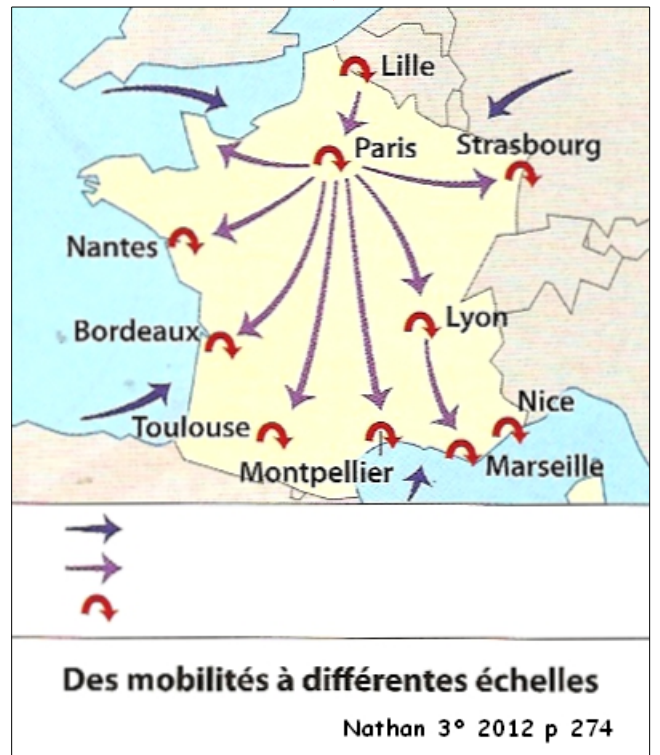 Lille
Paris
Strasbourg
Nantes
Lyon
Bordeaux
Nice
Toulouse
Montpellier
Marseille
Des mobilités à différentes échelles
Nathan 3° 2012 p 274